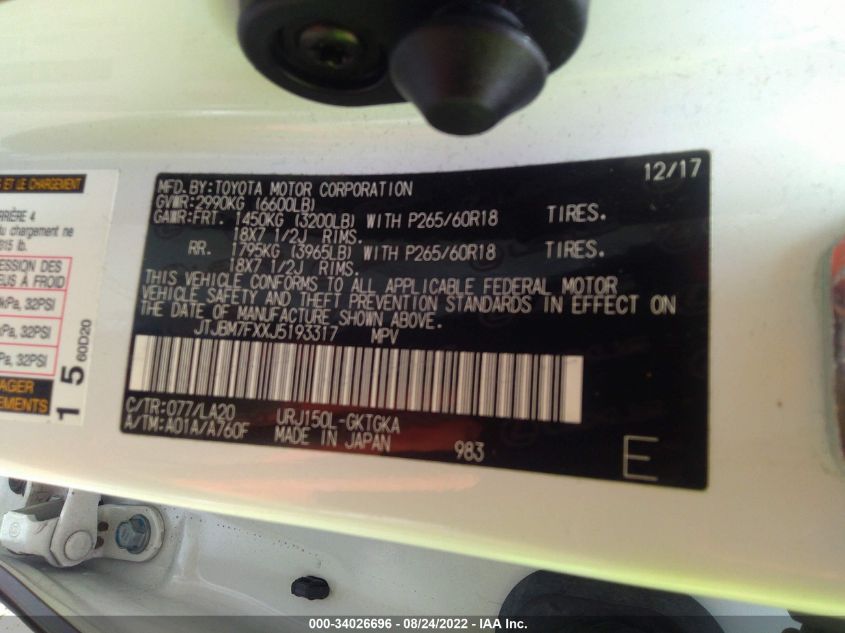 S ET LE CHARGEMENT
RRIÈRE 4
du chargement ne
815 lb.
ESSION DES
EUS À FROID
kPa, 32PSI
Pa, 32PSI
AGER
EMENTS
1 5 60D20
12/17
MFD. BY: TOYOTA MOTOR CORPORATION
GVWR: 2990KG (6600LB)
GAWR: FRT. 1450KG (3200LB) WITH P265/60R18 TIRES.
18X7 1/2J RIMS.
RR. 1795KG (3965LB) WITH P265/60R18 TIRES.
18X7 1/2J RIMS.
THIS VEHICLE CONFORMS TO ALL APPLICABLE FEDERAL MOTOR
VEHICLE SAFETY AND THEFT PREVENTION STANDARDS IN EFFECT ON
THE DATE OF MANUFACTURE SHOWN ABOVE.
JTJBM7FXXJ5193317 MPV
C/TR: 077/LA20 URJ150L-GKTGKA
A/TM: A01A/A760F MADE IN JAPAN 983 E
000-34026696 - 08/24/2022 - IAA Inc.